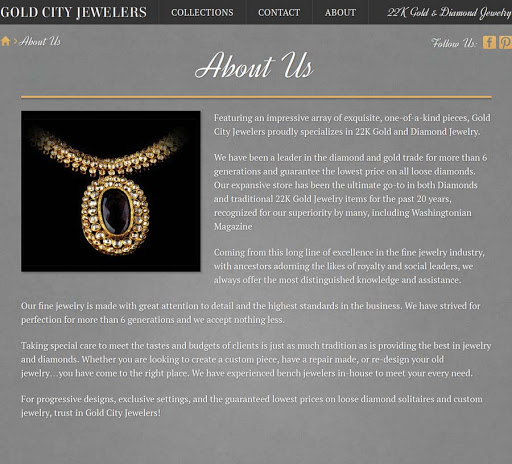 GOLD CITY JEWELERS COLLECTIONS CONTACT ABOUT 22K Gold & Diamond Jewelry
> About Us Follow Us: f P
About Us
Featuring an impressive array of exquisite, one-of-a-kind pieces, Gold
City Jewelers proudly specializes in 22K Gold and Diamond Jewelry.
We have been a leader in the diamond and gold trade for more than 6
generations and guarantee the lowest price on all loose diamonds.
Our expansive store has been the ultimate go-to in both Diamonds
and traditional 22K Gold Jewelry items for the past 20 years,
recognized for our superiority by many, including Washingtonian
Magazine
Coming from this long line of excellence in the fine jewelry industry,
with ancestors adorning the likes of royalty and social leaders, we
always offer the most distinguished knowledge and assistance.
Our fine jewelry is made with great attention to detail and the highest standards in the business. We have strived for
perfection for more than 6 generations and we accept nothing less.
Taking special care to meet the tastes and budgets of clients is just as much tradition as is providing the best in jewelry
and diamonds. Whether you are looking to create a custom piece, have a repair made, or re-design your old
jewelry…you have come to the right place. We have experienced bench jewelers in-house to meet your every need.
For progressive designs, exclusive settings, and the guaranteed lowest prices on loose diamond solitaires and custom
jewelry, trust in Gold City Jewelers!